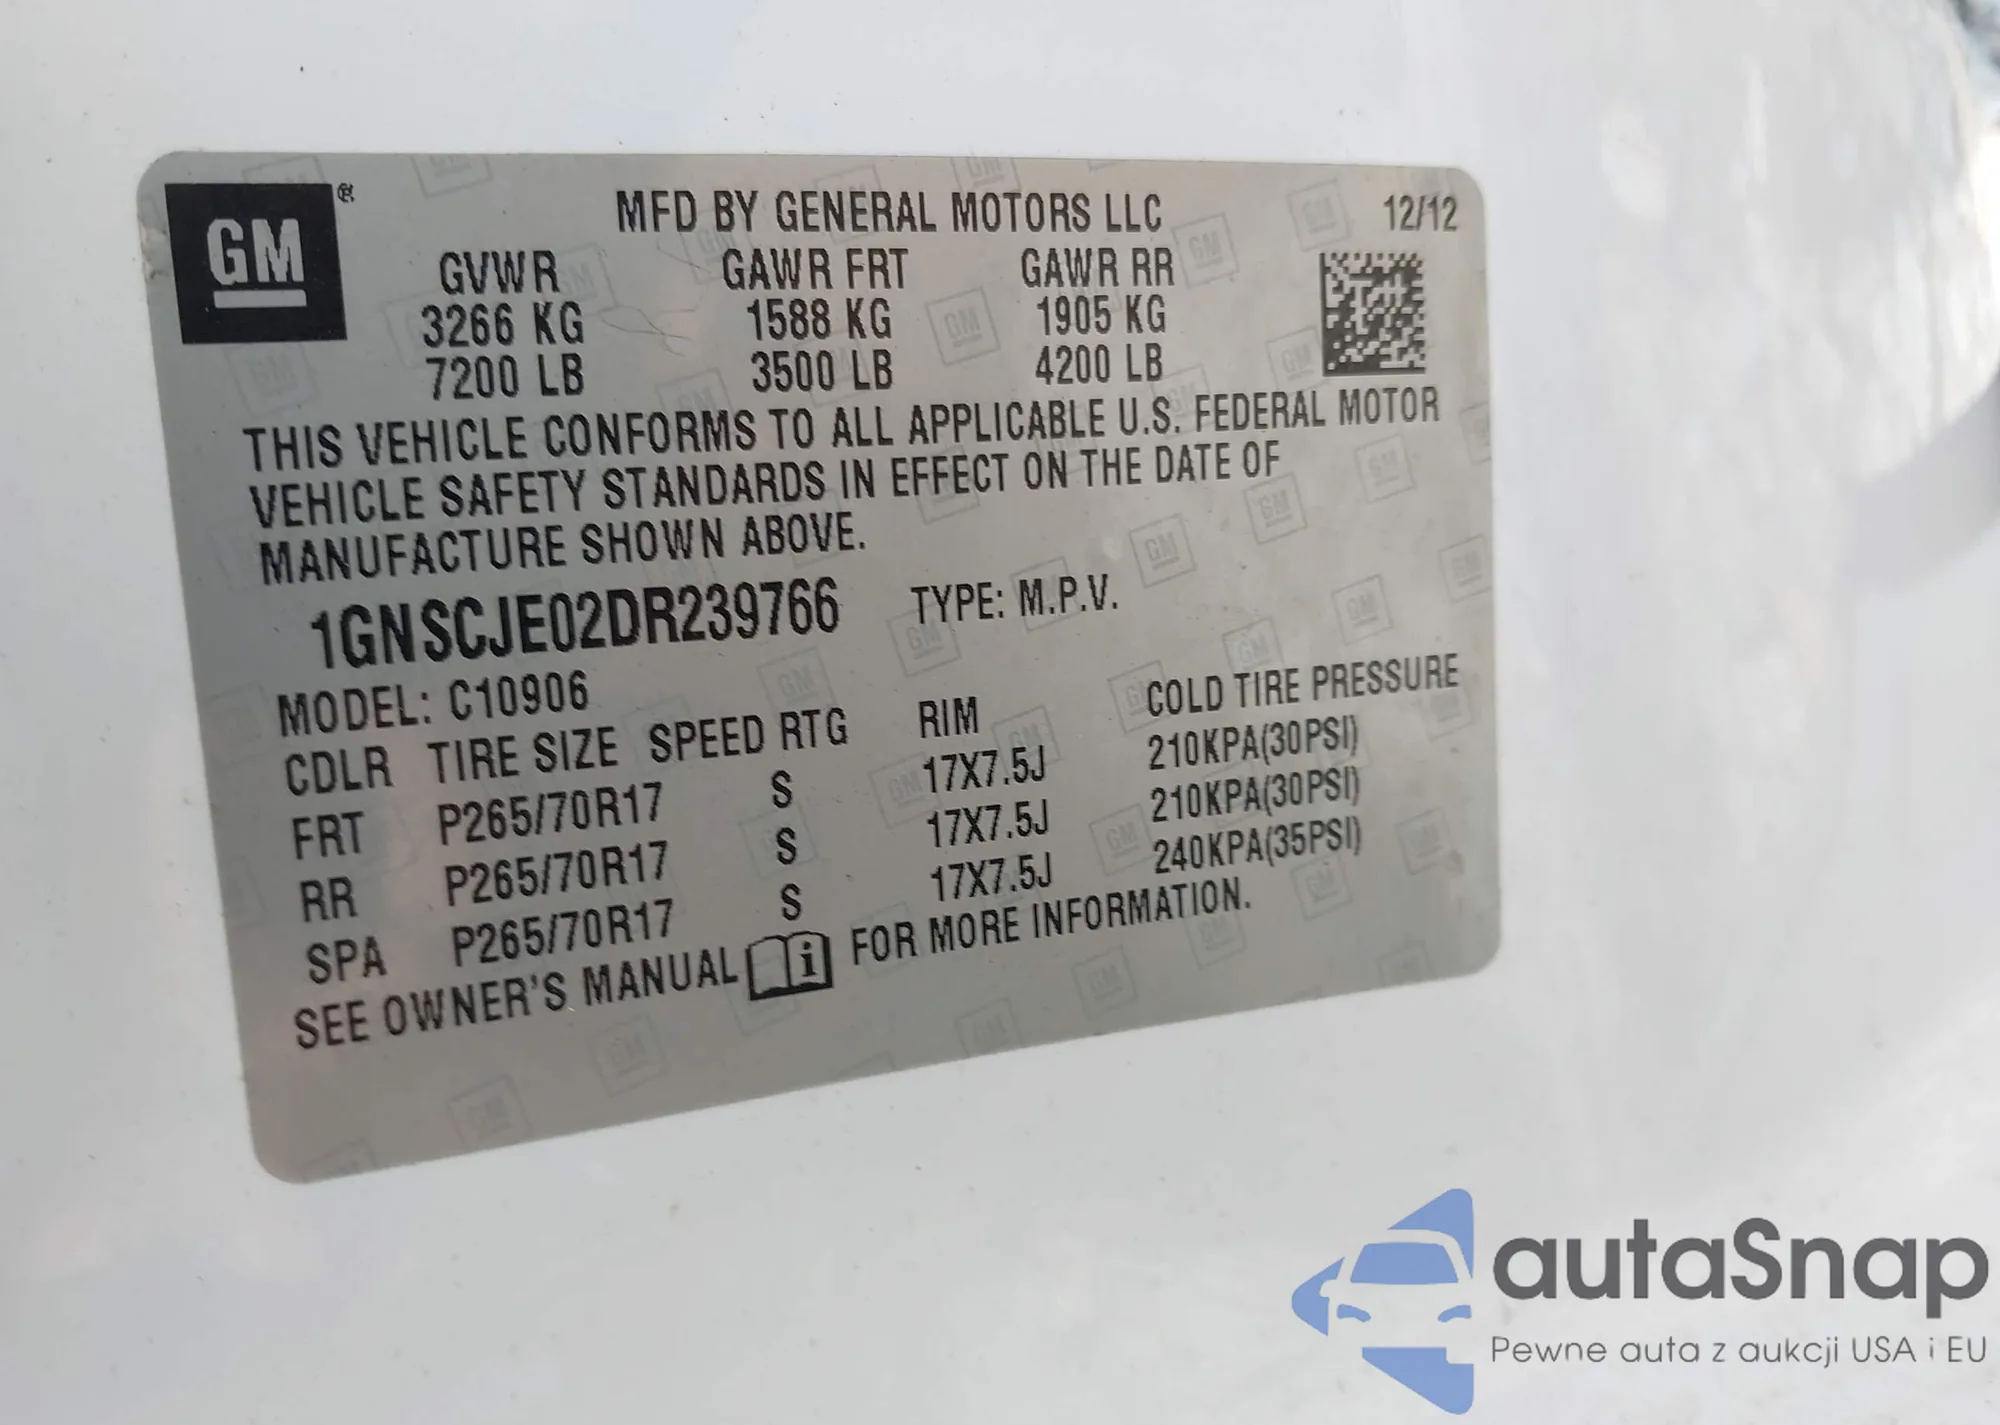 GM®
MFD BY GENERAL MOTORS LLC 12/12
GVWR GAWR FRT GAWR RR
3266 KG 1588 KG 1905 KG
7200 LB 3500 LB 4200 LB
THIS VEHICLE CONFORMS TO ALL APPLICABLE U.S. FEDERAL MOTOR
VEHICLE SAFETY STANDARDS IN EFFECT ON THE DATE OF
MANUFACTURE SHOWN ABOVE.
1GNSCJE02DR239766 TYPE: M.P.V.
MODEL: C10906
CDLR TIRE SIZE SPEED RTG RIM COLD TIRE PRESSURE
FRT P265/70R17 S 17X7.5J 210KPA(30PSI)
RR P265/70R17 S 17X7.5J 210KPA(30PSI)
SPA P265/70R17 S 17X7.5J 240KPA(35PSI)
SEE OWNER'S MANUAL i FOR MORE INFORMATION.
autaSnap
Pewne auta z aukcji USA i EU